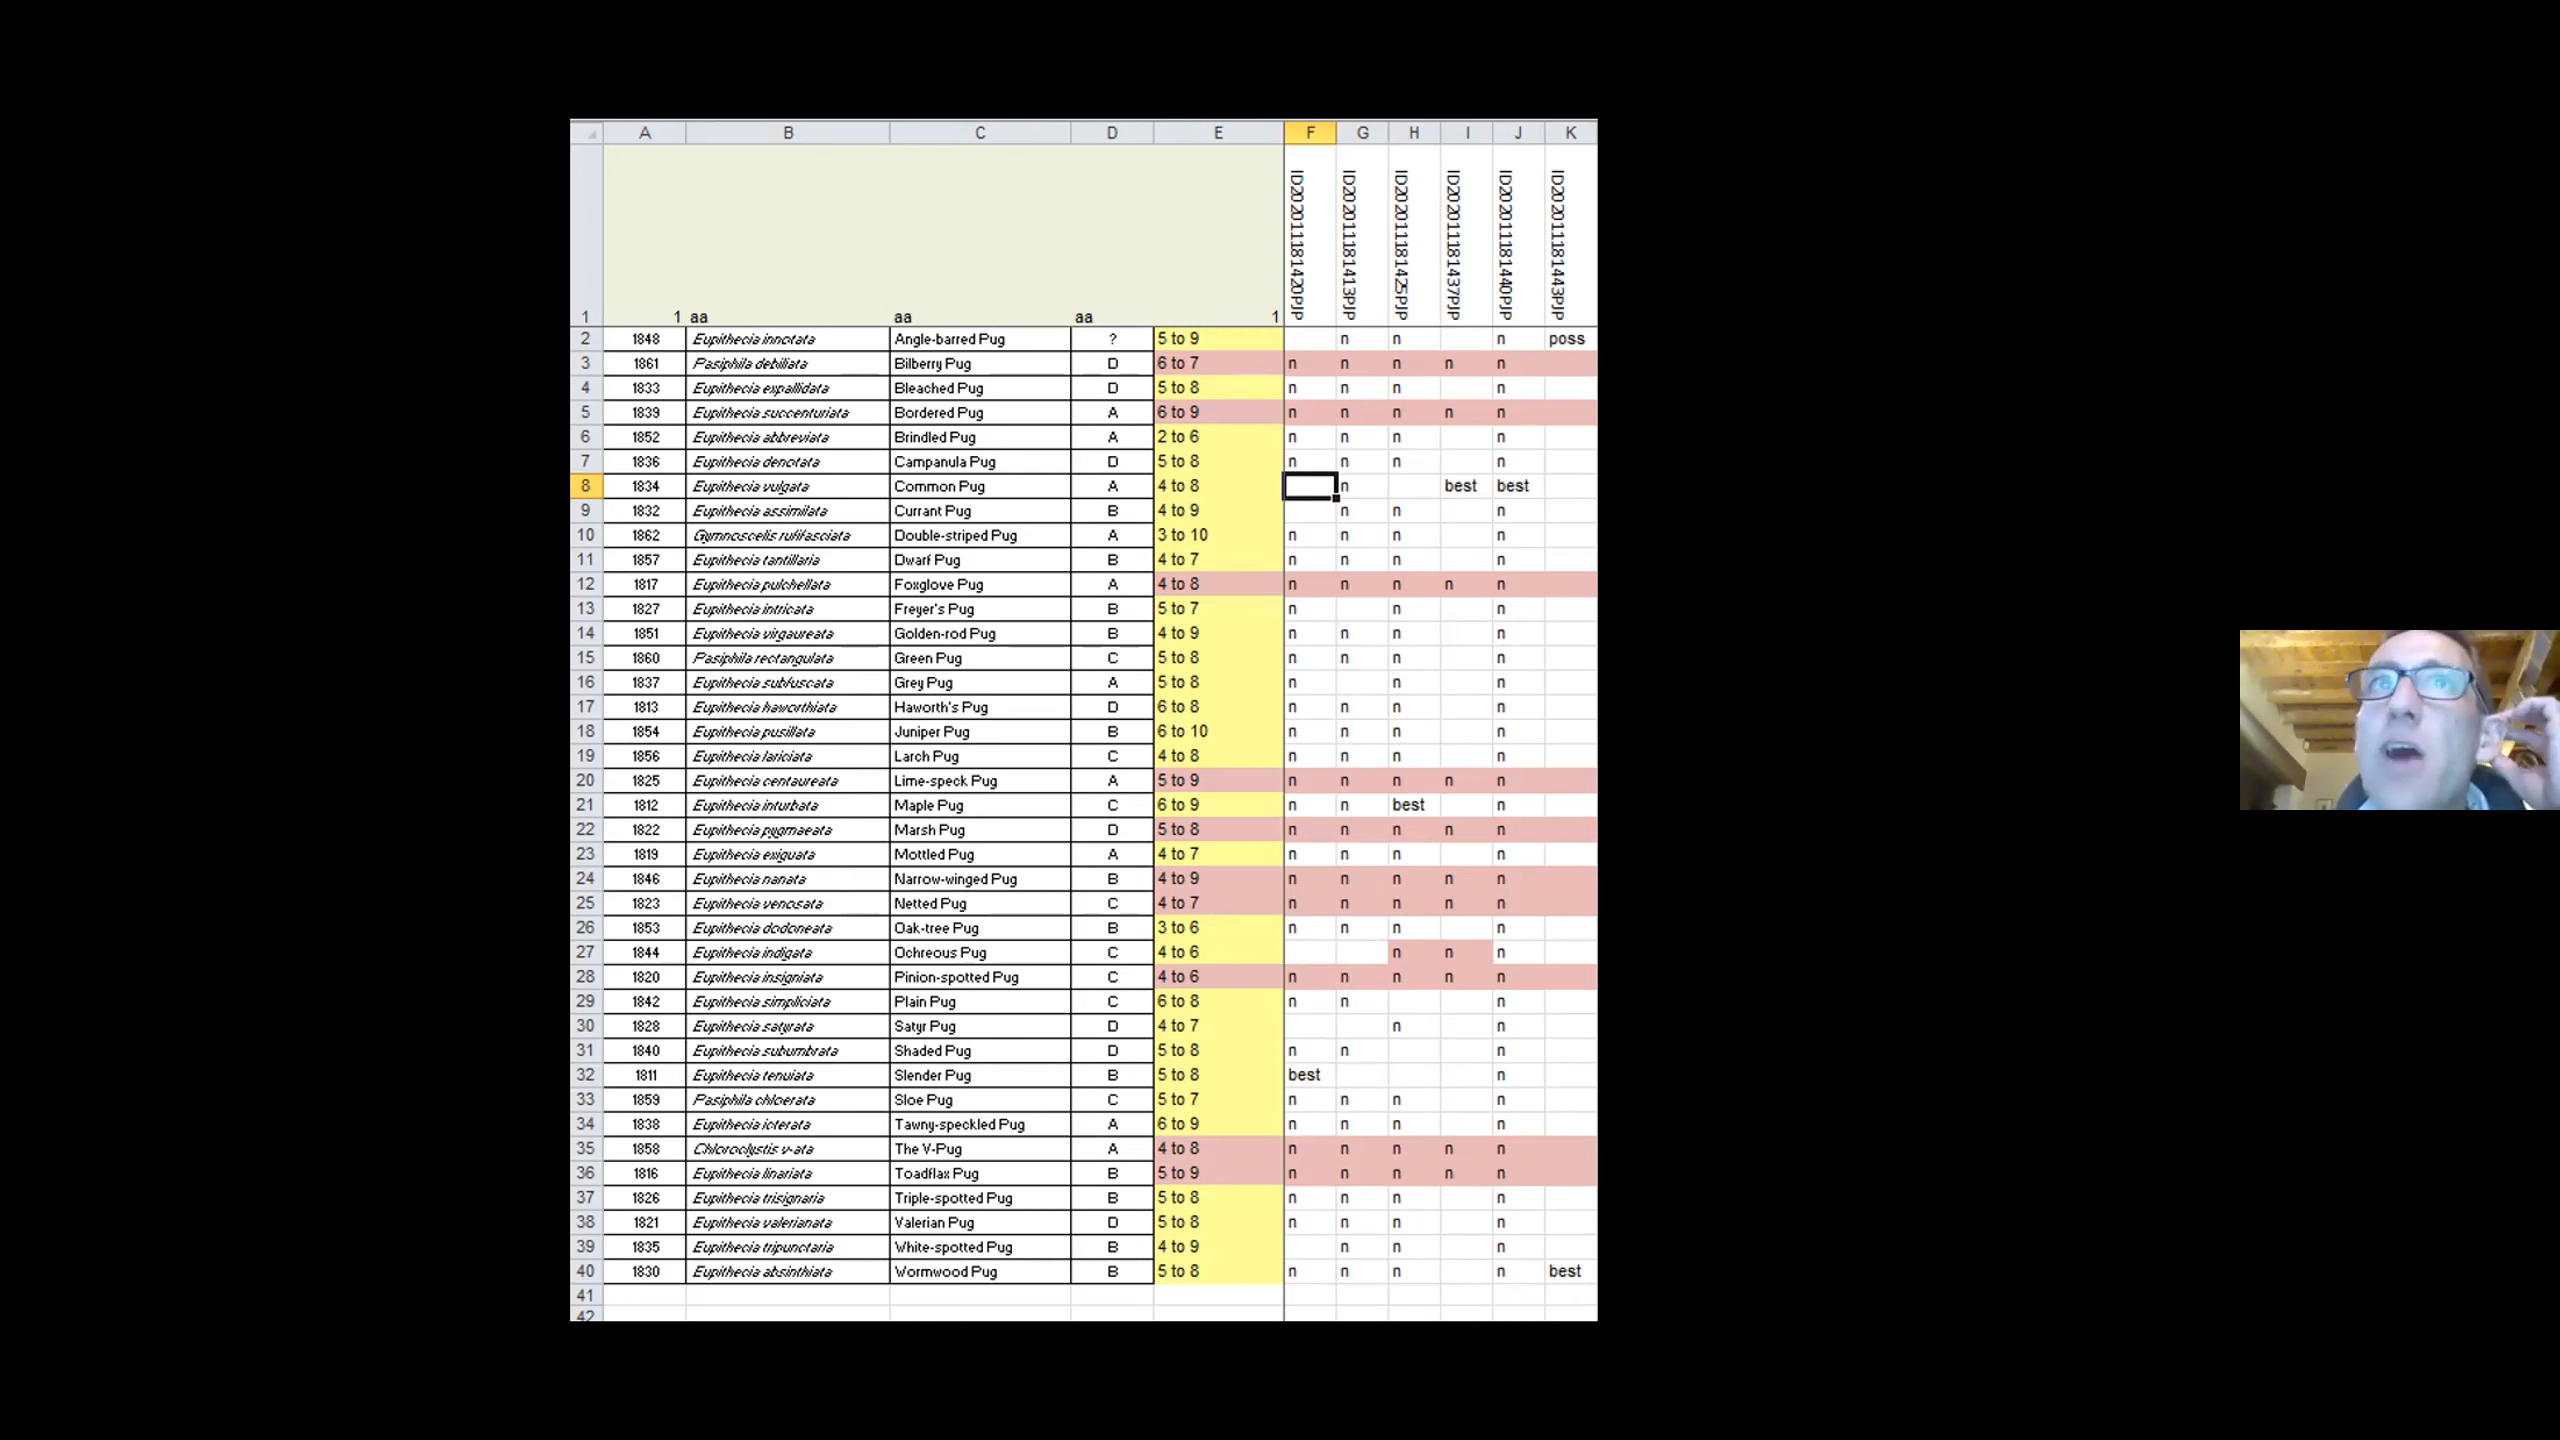 A B C D E F G H I J K
ID202011181420PJP ID202011181413PJP ID202011181425PJP ID202011181437PJP ID202011181440PJP ID202011181443PJP
1 1 aa aa aa 1
2 1848 Eupithecia innotata Angle-barred Pug ? 5 to 9 n n n poss
3 1861 Pasiphila debiliata Bilberry Pug D 6 to 7 n n n n n
4 1833 Eupithecia expallidata Bleached Pug D 5 to 8 n n n n
5 1839 Eupithecia succenturiata Bordered Pug A 6 to 9 n n n n n
6 1852 Eupithecia abbreviata Brindled Pug A 2 to 6 n n n n
7 1836 Eupithecia denotata Campanula Pug D 5 to 8 n n n n
8 1834 Eupithecia vulgata Common Pug A 4 to 8 n best best
9 1832 Eupithecia assimilata Currant Pug B 4 to 9 n n n
10 1862 Gymnoscelis rufifasciata Double-striped Pug A 3 to 10 n n n n
11 1857 Eupithecia tantillaria Dwarf Pug B 4 to 7 n n n n
12 1817 Eupithecia pulchellata Foxglove Pug A 4 to 8 n n n n n
13 1827 Eupithecia intricata Freyer's Pug B 5 to 7 n n n
14 1851 Eupithecia virgaureata Golden-rod Pug B 4 to 9 n n n n
15 1860 Pasiphila rectangulata Green Pug C 5 to 8 n n n n
16 1837 Eupithecia subfuscata Grey Pug A 5 to 8 n n n
17 1813 Eupithecia haworthiata Haworth's Pug D 6 to 8 n n n n
18 1854 Eupithecia pusillata Juniper Pug B 6 to 10 n n n n
19 1856 Eupithecia lariciata Larch Pug C 4 to 8 n n n n
20 1825 Eupithecia centaureata Lime-speck Pug A 5 to 9 n n n n n
21 1812 Eupithecia inturbata Maple Pug C 6 to 9 n n best n
22 1822 Eupithecia pygmaeata Marsh Pug D 5 to 8 n n n n n
23 1819 Eupithecia exiguata Mottled Pug A 4 to 7 n n n n
24 1846 Eupithecia nanata Narrow-winged Pug B 4 to 9 n n n n n
25 1823 Eupithecia venosata Netted Pug C 4 to 7 n n n n n
26 1853 Eupithecia dodoneata Oak-tree Pug B 3 to 6 n n n n
27 1844 Eupithecia indigata Ochreous Pug C 4 to 6 n n n
28 1820 Eupithecia insigniata Pinion-spotted Pug C 4 to 6 n n n n n
29 1842 Eupithecia simpliciata Plain Pug C 6 to 8 n n n
30 1828 Eupithecia satyrata Satyr Pug D 4 to 7 n n
31 1840 Eupithecia subumbrata Shaded Pug D 5 to 8 n n n
32 1811 Eupithecia tenuiata Slender Pug B 5 to 8 best n
33 1859 Pasiphila chloerata Sloe Pug C 5 to 7 n n n n
34 1838 Eupithecia icterata Tawny-speckled Pug A 6 to 9 n n n n
35 1858 Chloroclystis v-ata The V-Pug A 4 to 8 n n n n n
36 1816 Eupithecia linariata Toadflax Pug B 5 to 9 n n n n n
37 1826 Eupithecia trisignaria Triple-spotted Pug B 5 to 8 n n n n
38 1821 Eupithecia valerianata Valerian Pug D 5 to 8 n n n n
39 1835 Eupithecia tripunctaria White-spotted Pug B 4 to 9 n n n
40 1830 Eupithecia absinthiata Wormwood Pug B 5 to 8 n n n n best
41
42